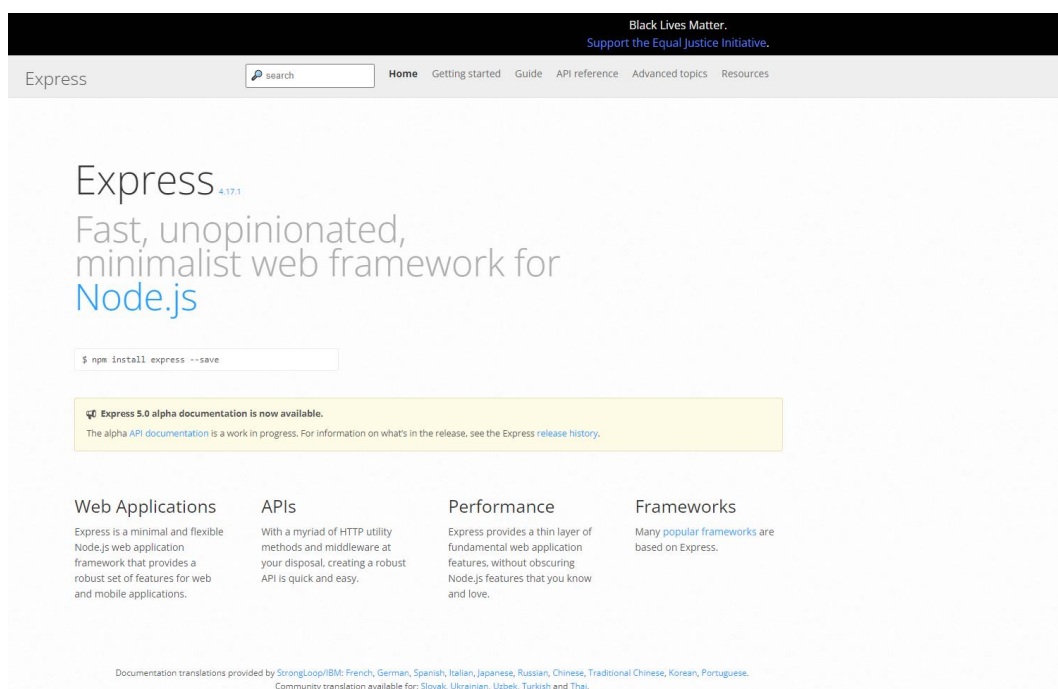 Black Lives Matter.
Support the Equal Justice Initiative.
Express
search
Home Getting started Guide API reference Advanced topics Resources
Express 4.17.1
Fast, unopinionated,
minimalist web framework for
Node.js
$ npm install express --save
Express 5.0 alpha documentation is now available.
The alpha API documentation is a work in progress. For information on what's in the release, see the Express release history.
Web Applications
Express is a minimal and flexible
Node.js web application
framework that provides a
robust set of features for web
and mobile applications.
APIs
With a myriad of HTTP utility
methods and middleware at
your disposal, creating a robust
API is quick and easy.
Performance
Express provides a thin layer of
fundamental web application
features, without obscuring
Node.js features that you know
and love.
Frameworks
Many popular frameworks are
based on Express.
Documentation translations provided by StrongLoop/IBM: French, German, Spanish, Italian, Japanese, Russian, Chinese, Traditional Chinese, Korean, Portuguese.
Community translation available for: Slovak, Ukrainian, Uzbek, Turkish and Thai.